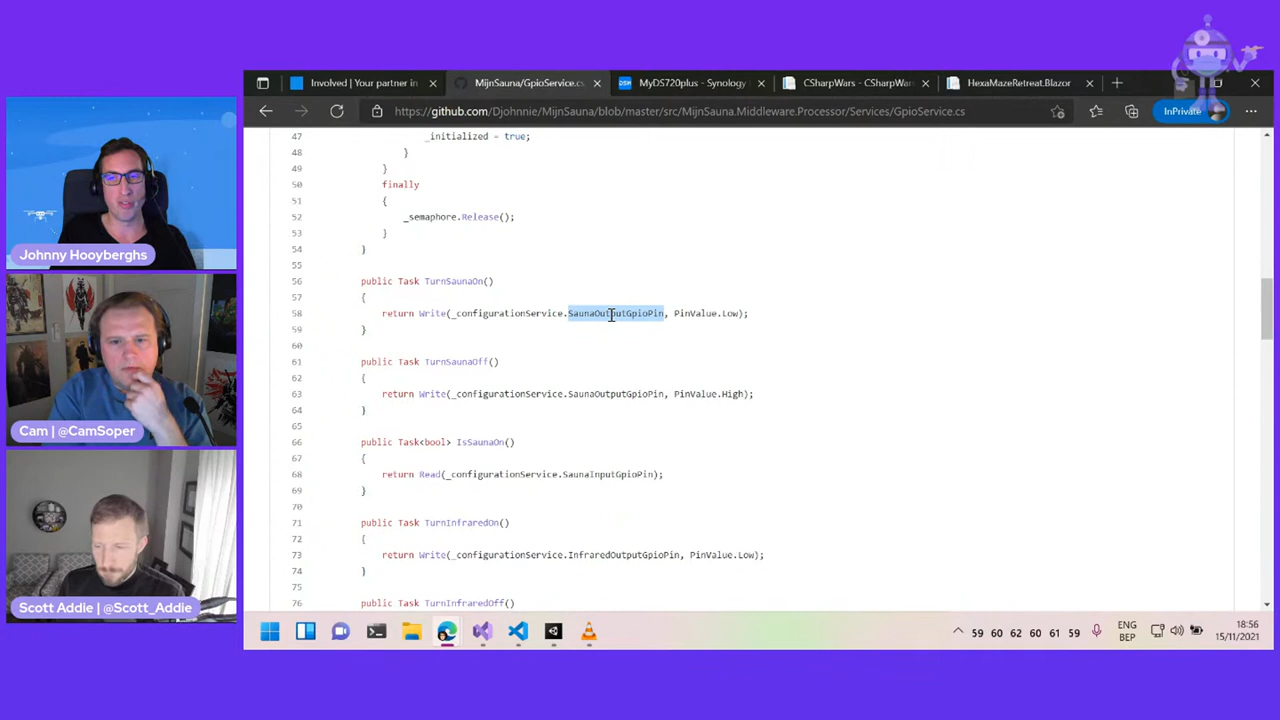 Involved | Your partner in
MijnSauna/GpioService.cs
DSM
MyDS720plus - Synology
CSharpWars - CSharpWar
HexaMazeRetreat.Blazor
https://github.com/Djohnnie/MijnSauna/blob/master/src/MijnSauna.Middleware.Processor/Services/GpioService.cs
InPrivate
47 _initialized = true;
48 }
49 }
50 finally
51 {
52 _semaphore.Release();
53 }
54 }
55
56 public Task TurnSaunaOn()
57 {
58 return Write(_configurationService.SaunaOutputGpioPin, PinValue.Low);
59 }
60
61 public Task TurnSaunaOff()
62 {
63 return Write(_configurationService.SaunaOutputGpioPin, PinValue.High);
64 }
65
66 public Task<bool> IsSaunaOn()
67 {
68 return Read(_configurationService.SaunaInputGpioPin);
69 }
70
71 public Task TurnInfraredOn()
72 {
73 return Write(_configurationService.InfraredOutputGpioPin, PinValue.Low);
74 }
75
76 public Task TurnInfraredOff()
Johnny Hooyberghs
Cam | @CamSoper
Scott Addie | @Scott_Addie
59 60 62 60 61 59
ENG
BEP
18:56
15/11/2021